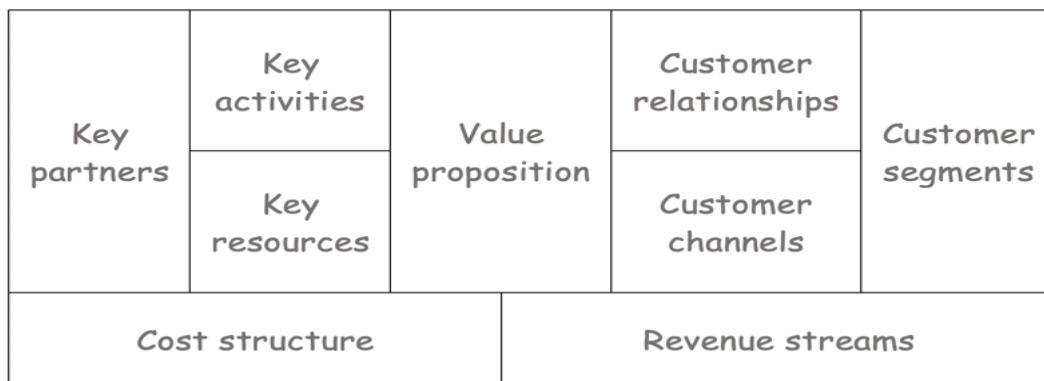 Key
partners
Key
activities
Key
resources
Value
proposition
Customer
relationships
Customer
channels
Customer
segments
Cost structure
Revenue streams